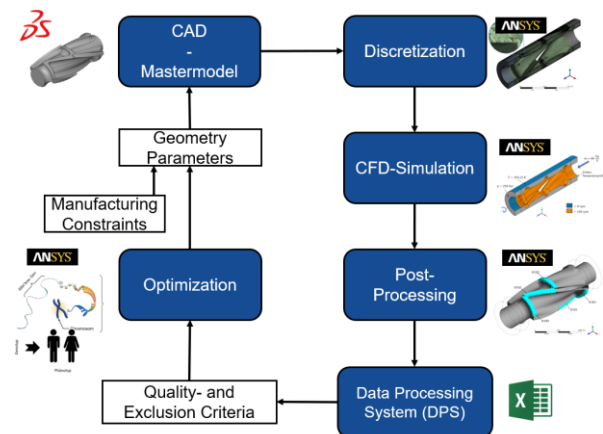 CAD
-
Mastermodel
Discretization
ANSYS
Geometry
Parameters
ANSYS
CFD-Simulation
Manufacturing
Constraints
ANSYS
Optimization
ANSYS
Post-
Processing
Quality- and
Exclusion Criteria
Data Processing
System (DPS)